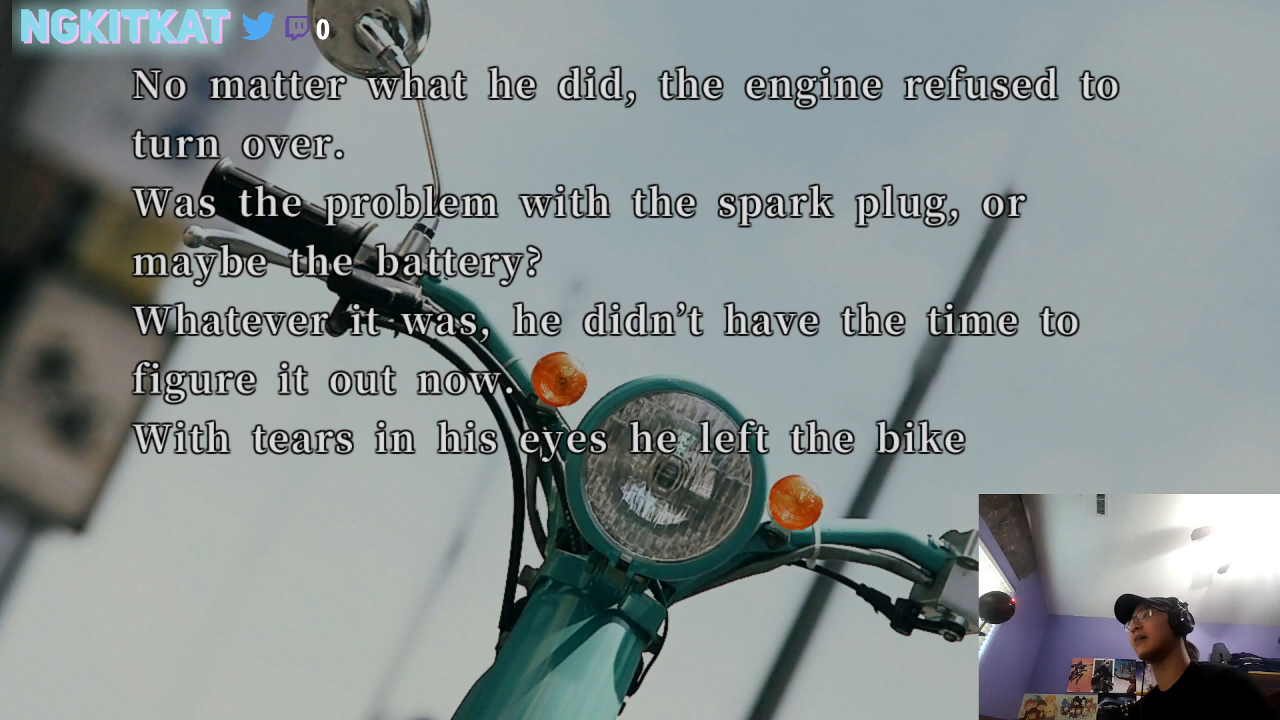 NGKITKAT 0
No matter what he did, the engine refused to
turn over.
Was the problem with the spark plug, or
maybe the battery?
Whatever it was, he didn't have the time to
figure it out now.
With tears in his eyes he left the bike